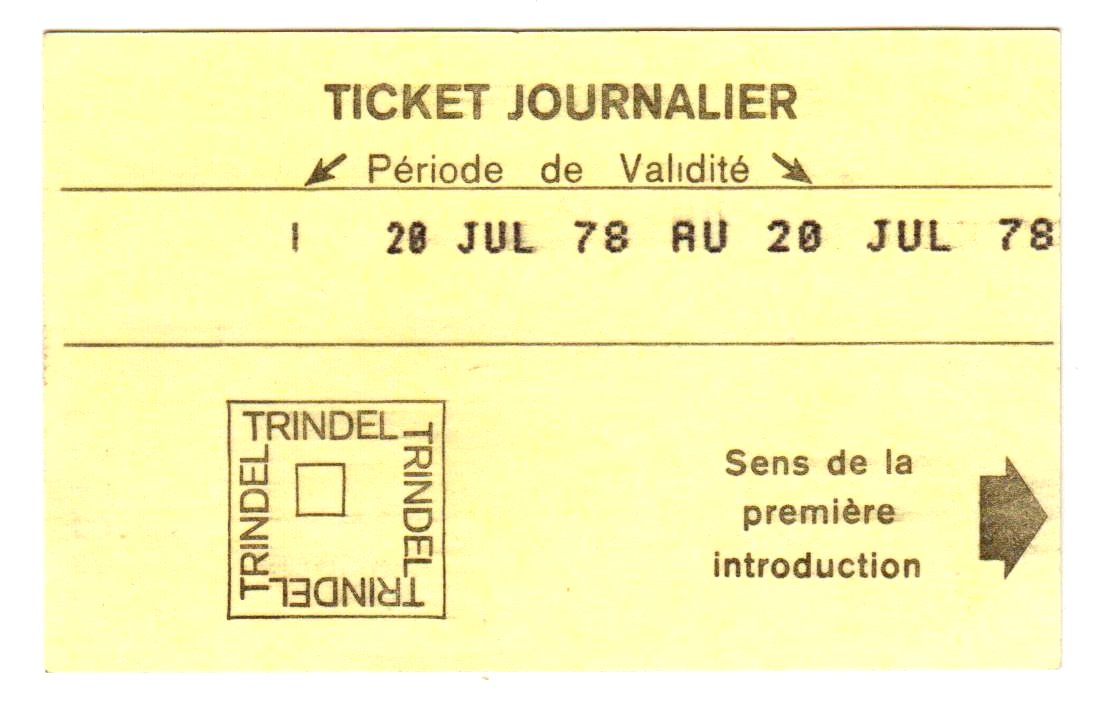 TICKET JOURNALIER
Période de Validité
I 20 JUL 78 AU 20 JUL 78
TRINDEL
TRINDEL
TRINDEL
TRINDEL
Sens de la
première
introduction